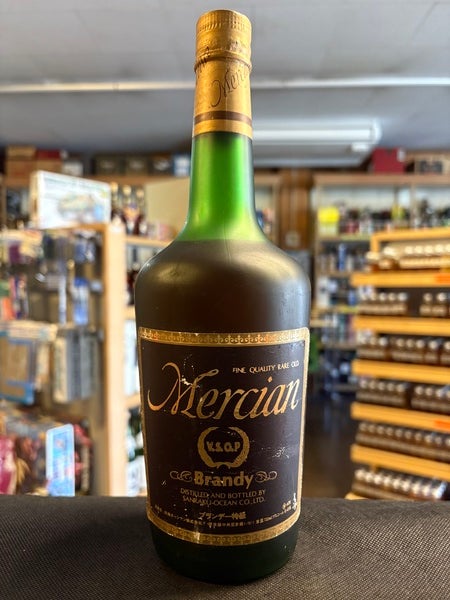 Mercian
FINE QUALITY RARE OLD
Mercian
V.S.O.P
Brandy
DISTILLED AND BOTTLED BY
SANRAKU-OCEAN CO., LTD.
ブランデー特級